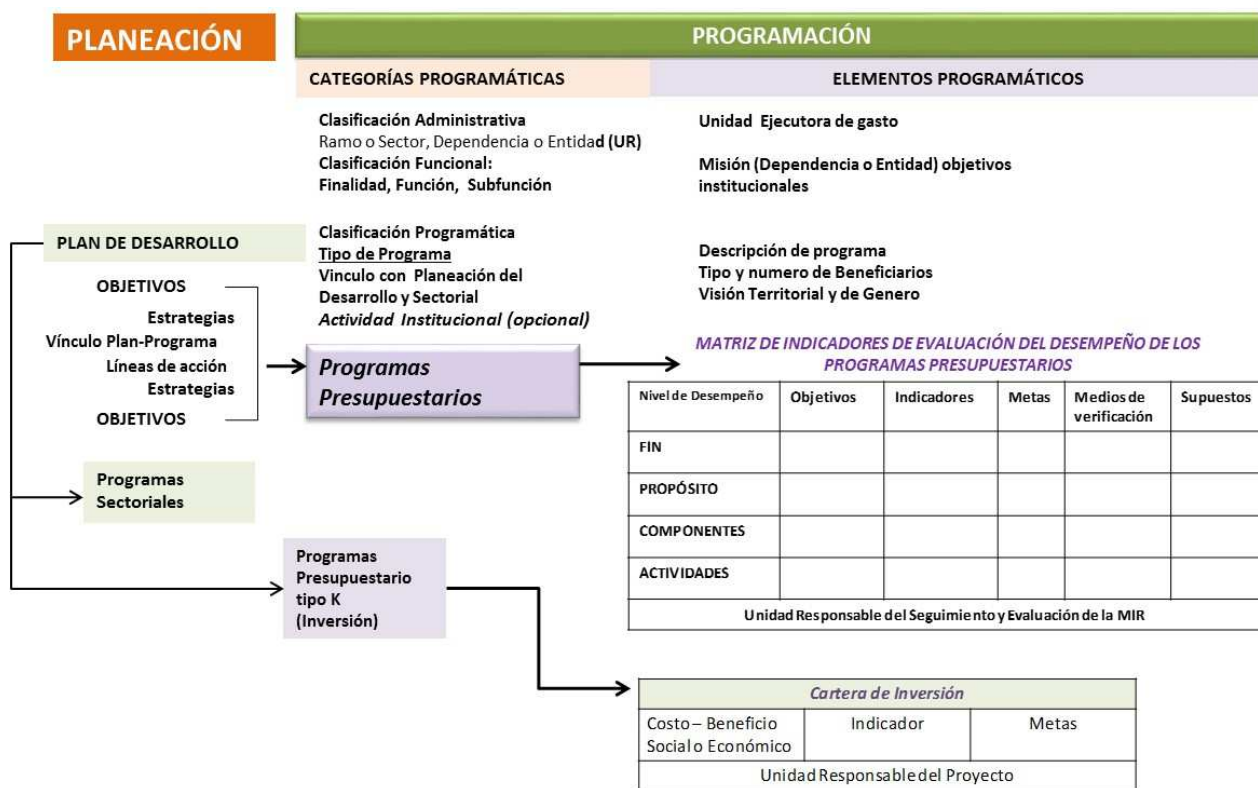 PLANEACIÓN
PROGRAMACIÓN
CATEGORÍAS PROGRAMÁTICAS
ELEMENTOS PROGRAMÁTICOS
Clasificación Administrativa
Ramo o Sector, Dependencia o Entidad (UR)
Clasificación Funcional:
Finalidad, Función, Subfunción
Unidad Ejecutora de gasto
Misión (Dependencia o Entidad) objetivos
institucionales
PLAN DE DESARROLLO
Clasificación Programática
Tipo de Programa
Vinculo con Planeación del
Desarrollo y Sectorial
Actividad Institucional (opcional)
Descripción de programa
Tipo y numero de Beneficiarios
Visión Territorial y de Genero
OBJETIVOS
Estrategias
Vínculo Plan-Programa
Líneas de acción
Estrategias
OBJETIVOS
Programas
Presupuestarios
MATRIZ DE INDICADORES DE EVALUACIÓN DEL DESEMPEÑO DE LOS
PROGRAMAS PRESUPUESTARIOS
Nivel de Desempeño
Objetivos
Indicadores
Metas
Medios de
verificación
Supuestos
FIN
PROPÓSITO
COMPONENTES
ACTIVIDADES
Unidad Responsable del Seguimiento y Evaluación de la MIR
Programas
Sectoriales
Programas
Presupuestario
tipo K
(Inversión)
Cartera de Inversión
Costo – Beneficio
Social o Económico
Indicador
Metas
Unidad Responsable del Proyecto